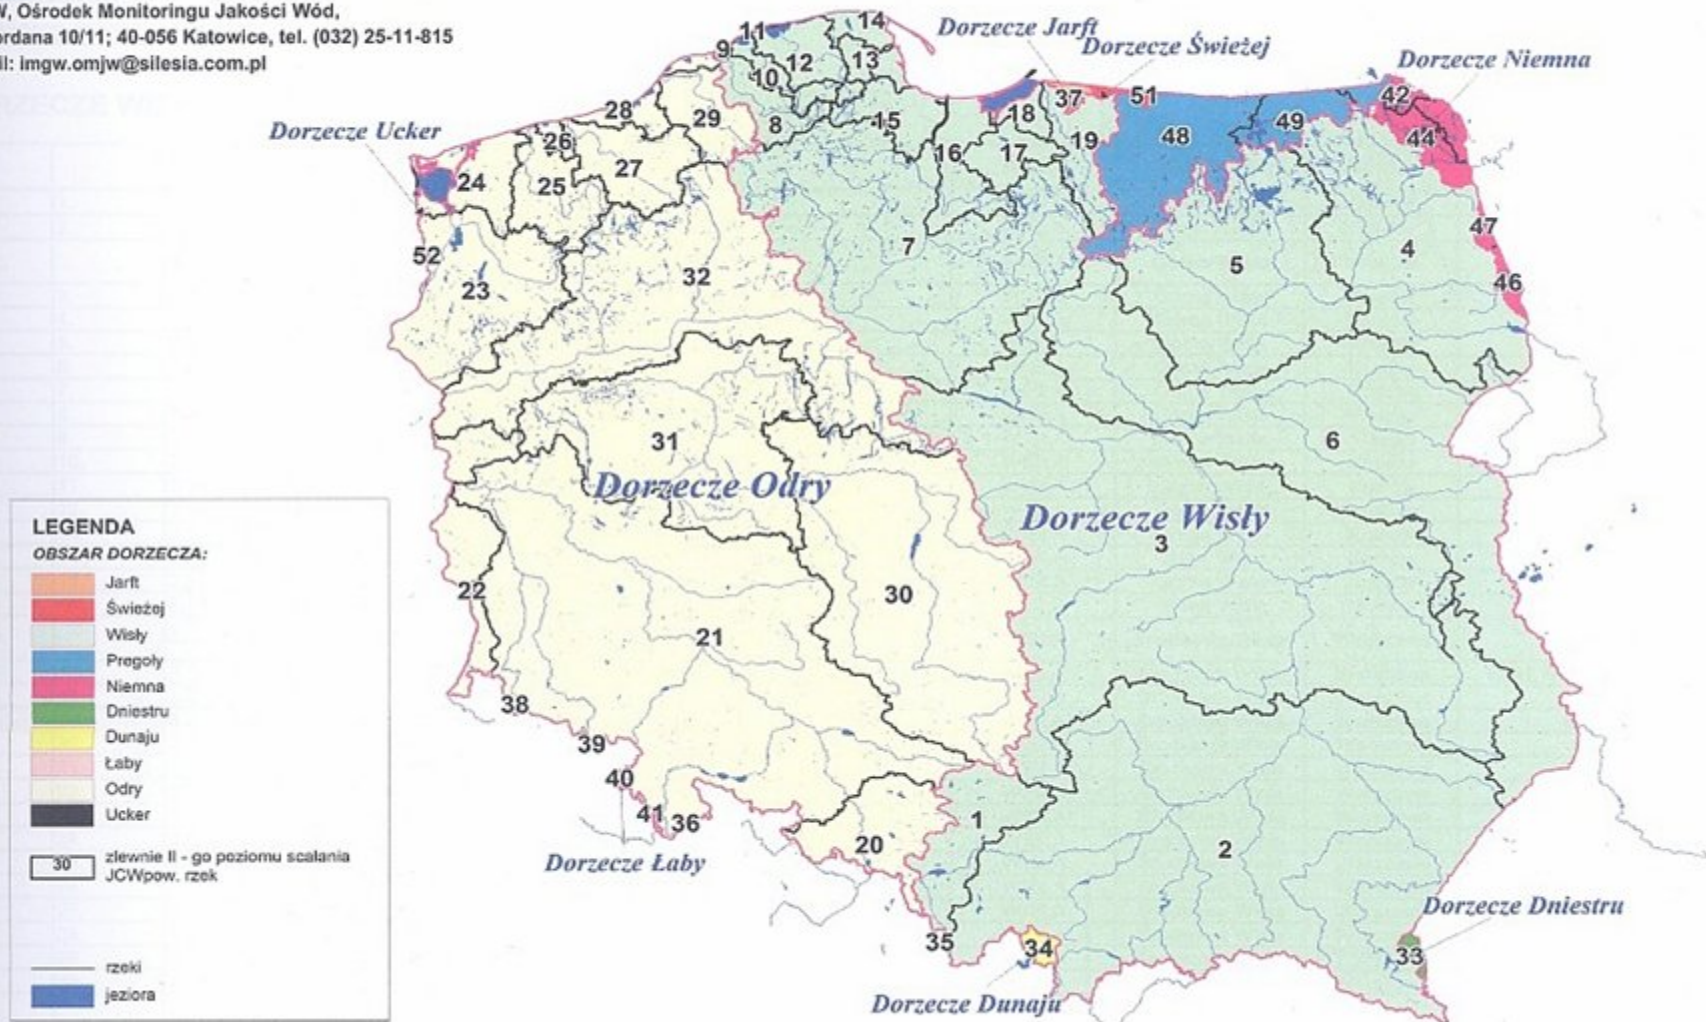 Ośrodek Monitoringu Jakości Wód,
10/11; 40-056 Katowice, tel. (032) 25-11-815
imgw.omjw@silesia.com.pl
Dorzecze Jarft
Dorzecze Świeżej
Dorzecze Niemna
Dorzecze Ucker
11
14
9
12
13
10
8
15
28
29
26
27
25
24
52
23
32
37
51
18
19
16
17
7
48
49
42
44
47
46
4
5
6
31
Dorzecze Odry
Dorzecze Wisły
3
30
22
21
38
39
40
41
36
20
1
2
Dorzecze Łaby
35
34
33
Dorzecze Dniestru
Dorzecze Dunaju
LEGENDA
OBSZAR DORZECZA:
Jarft
Świeżej
Wisły
Pregoły
Niemna
Dniestru
Dunaju
Łaby
Odry
Ucker
30
zlewnie II - go poziomu scalania
JCWpow. rzek
rzeki
jeziora